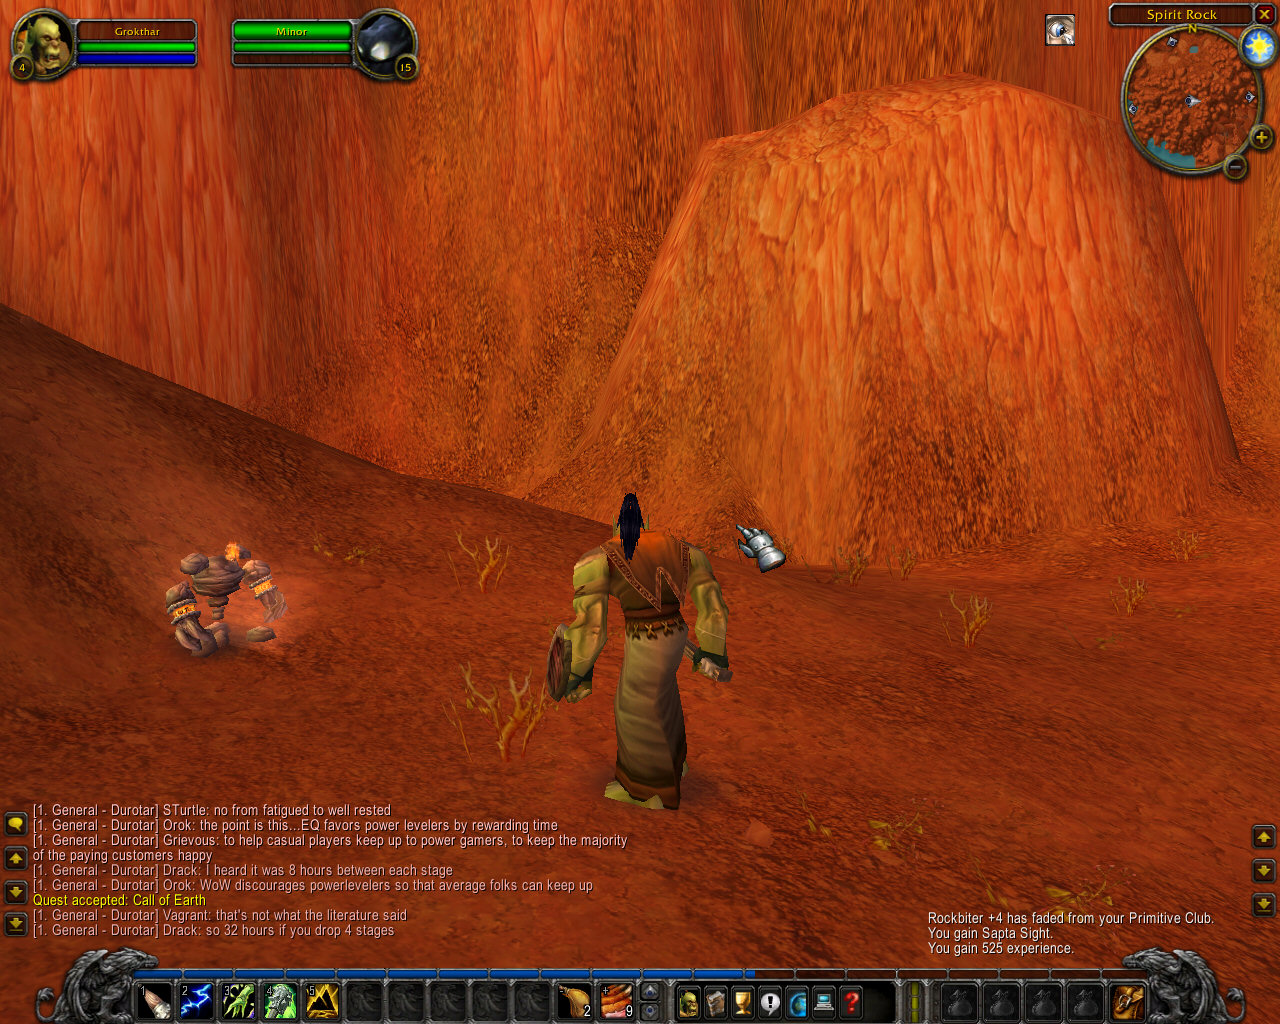 Grokthar
4
Minor
15
Spirit Rock
N
[1. General - Durotar] STurtle: no from fatigued to well rested
[1. General - Durotar] Orok: the point is this...EQ favors power levelers by rewarding time
[1. General - Durotar] Grievous: to help casual players keep up to power gamers, to keep the majority
of the paying customers happy
[1. General - Durotar] Drack: I heard it was 8 hours between each stage
[1. General - Durotar] Orok: WoW discourages powerlevelers so that average folks can keep up
Quest accepted: Call of Earth
[1. General - Durotar] Vagrant: that's not what the literature said
[1. General - Durotar] Drack: so 32 hours if you drop 4 stages
Rockbiter +4 has faded from your Primitive Club.
You gain Sapta Sight.
You gain 525 experience.
1 2 3 4 5 2 + 9